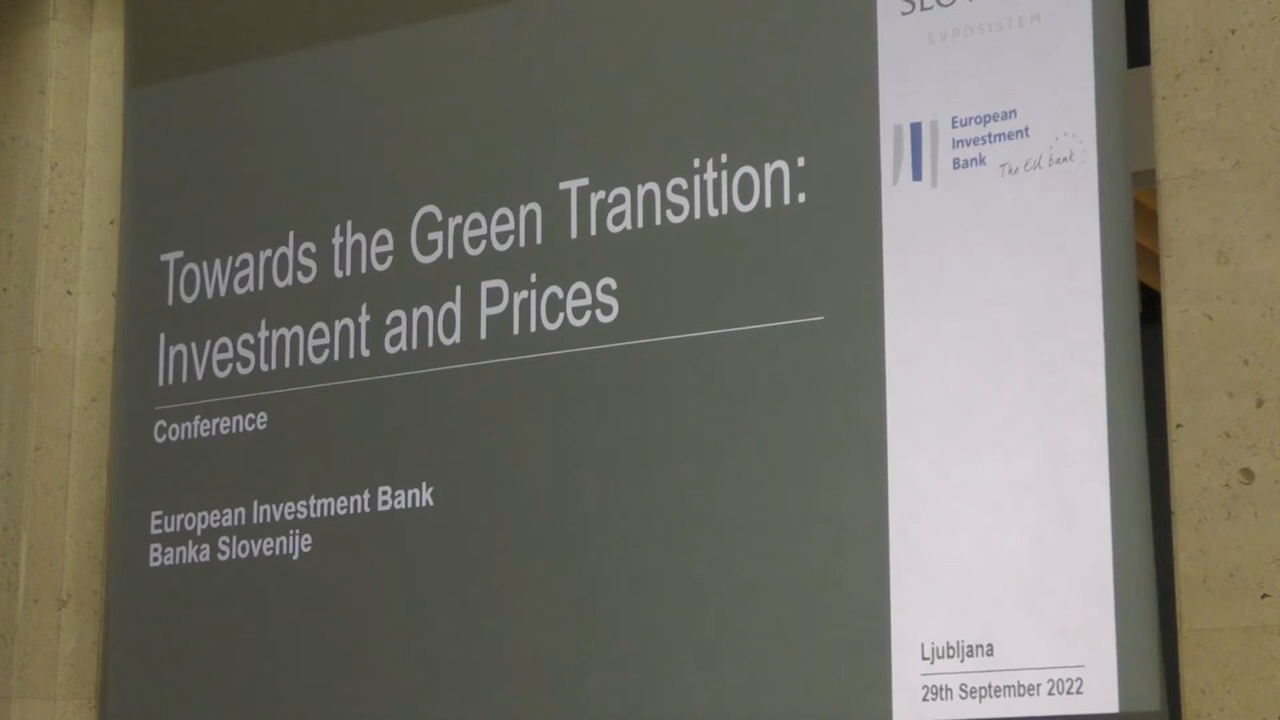 Towards the Green Transition:
Investment and Prices
Conference
European Investment Bank
Banka Slovenije
EVROSISTEM
European
Investment
Bank
The EU bank
Ljubljana
29th September 2022